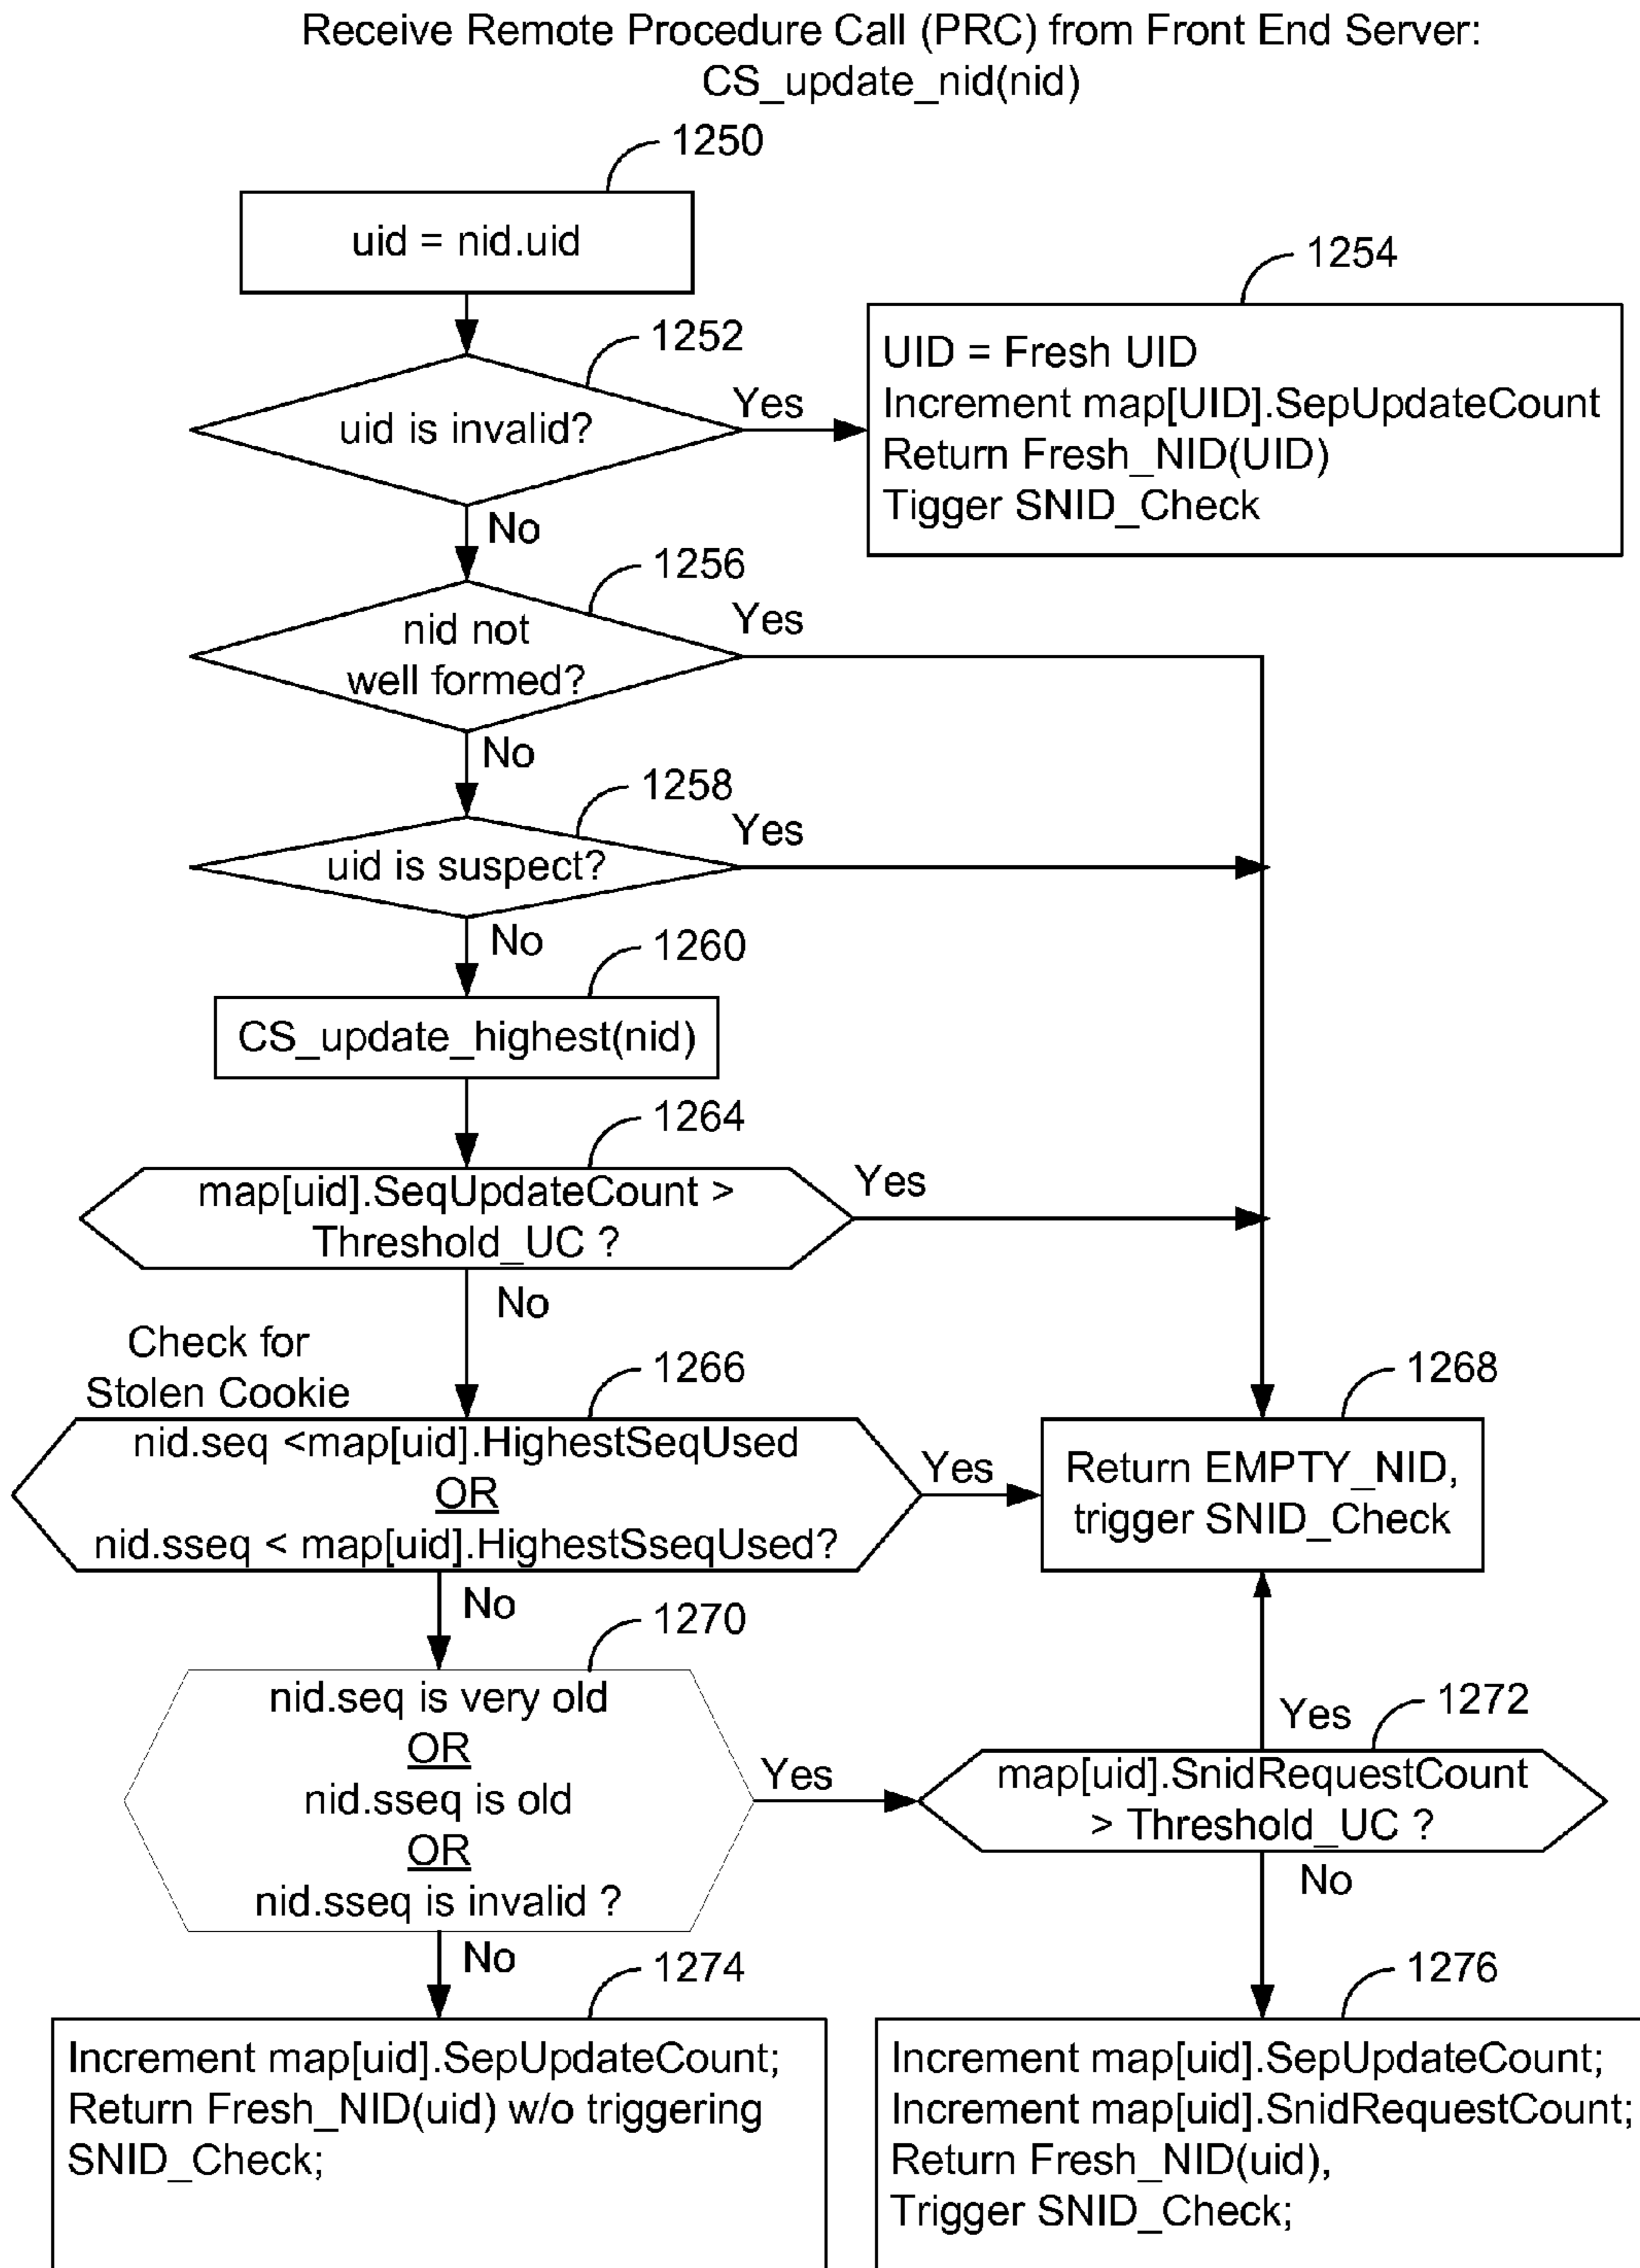 Receive Remote Procedure Call (PRC) from Front End Server:
CS_update_nid(nid)
1250
uid = nid.uid
1254
1252
UID = Fresh UID
Increment map[UID].SepUpdateCount
Return Fresh_NID(UID)
Tigger SNID_Check
uid is invalid?
Yes
No
1256
nid not
well formed?
Yes
No
1258
uid is suspect?
Yes
No
1260
CS_update_highest(nid)
1264
map[uid].SeqUpdateCount >
Threshold_UC ?
Yes
No
Check for
Stolen Cookie
1266
nid.seq <map[uid].HighestSeqUsed
OR
nid.sseq < map[uid].HighestSseqUsed?
Yes
1268
Return EMPTY_NID,
trigger SNID_Check
No
1270
nid.seq is very old
OR
nid.sseq is old
OR
nid.sseq is invalid ?
Yes
Yes
1272
map[uid].SnidRequestCount
> Threshold_UC ?
No
No
1274
Increment map[uid].SepUpdateCount;
Return Fresh_NID(uid) w/o triggering
SNID_Check;
1276
Increment map[uid].SepUpdateCount;
Increment map[uid].SnidRequestCount;
Return Fresh_NID(uid),
Trigger SNID_Check;